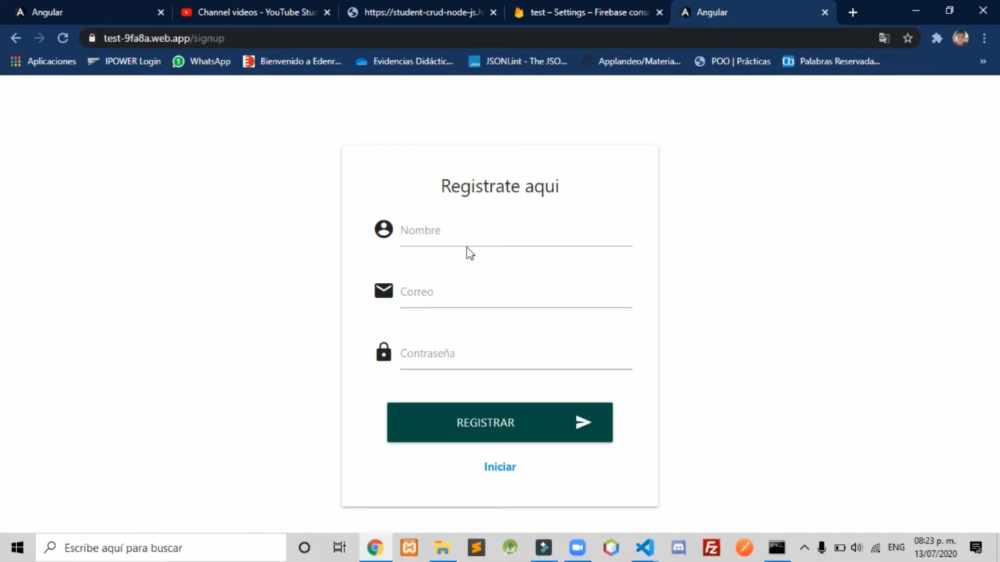 Angular
Channel videos - YouTube Stud
https://student-crud-node-js.h
test – Settings – Firebase conso
Angular
test-9fa8a.web.app/signup
Aplicaciones
IPOWER Login
WhatsApp
Bienvenido a Edenr...
Evidencias Didáctic...
JSONLint - The JSO...
Applandeo/Materia...
POO | Prácticas
Palabras Reservada...
Registrate aqui
Nombre
Correo
Contraseña
REGISTRAR
Iniciar
Escribe aquí para buscar
ENG
08:23 p. m.
13/07/2020